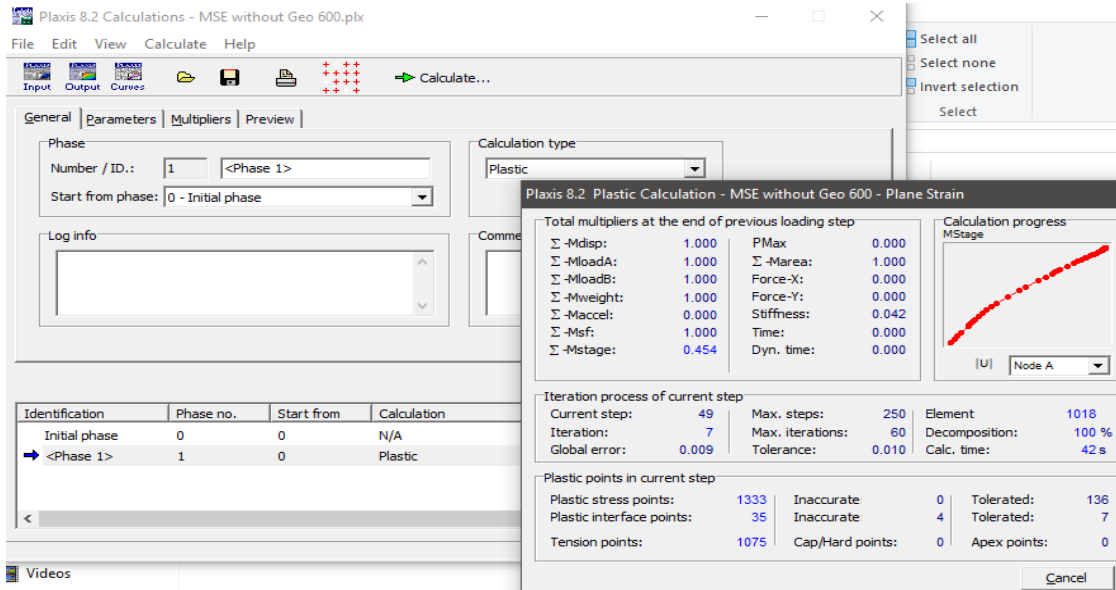 Plaxis 8.2 Calculations - MSE without Geo 600.plx
File Edit View Calculate Help
Input Output Curves Calculate...
General Parameters Multipliers Preview
Phase
Number / ID.: 1 <Phase 1>
Start from phase: 0 - Initial phase
Calculation type
Plastic
Log info
Comme
Identification Phase no. Start from Calculation
Initial phase 0 0 N/A
<Phase 1> 1 0 Plastic
Videos
Select all
Select none
Invert selection
Select
Plaxis 8.2 Plastic Calculation - MSE without Geo 600 - Plane Strain
Total multipliers at the end of previous loading step
Σ -Mdisp: 1.000 PMax 0.000
Σ -MloadA: 1.000 Σ -Marea: 1.000
Σ -MloadB: 1.000 Force-X: 0.000
Σ -Mweight: 1.000 Force-Y: 0.000
Σ -Maccel: 0.000 Stiffness: 0.042
Σ -Msf: 1.000 Time: 0.000
Σ -Mstage: 0.454 Dyn. time: 0.000
Calculation progress
MStage
|U| Node A
Iteration process of current step
Current step: 49 Max. steps: 250 Element 1018
Iteration: 7 Max. iterations: 60 Decomposition: 100 %
Global error: 0.009 Tolerance: 0.010 Calc. time: 42 s
Plastic points in current step
Plastic stress points: 1333 Inaccurate 0 Tolerated: 136
Plastic interface points: 35 Inaccurate 4 Tolerated: 7
Tension points: 1075 Cap/Hard points: 0 Apex points: 0
Cancel